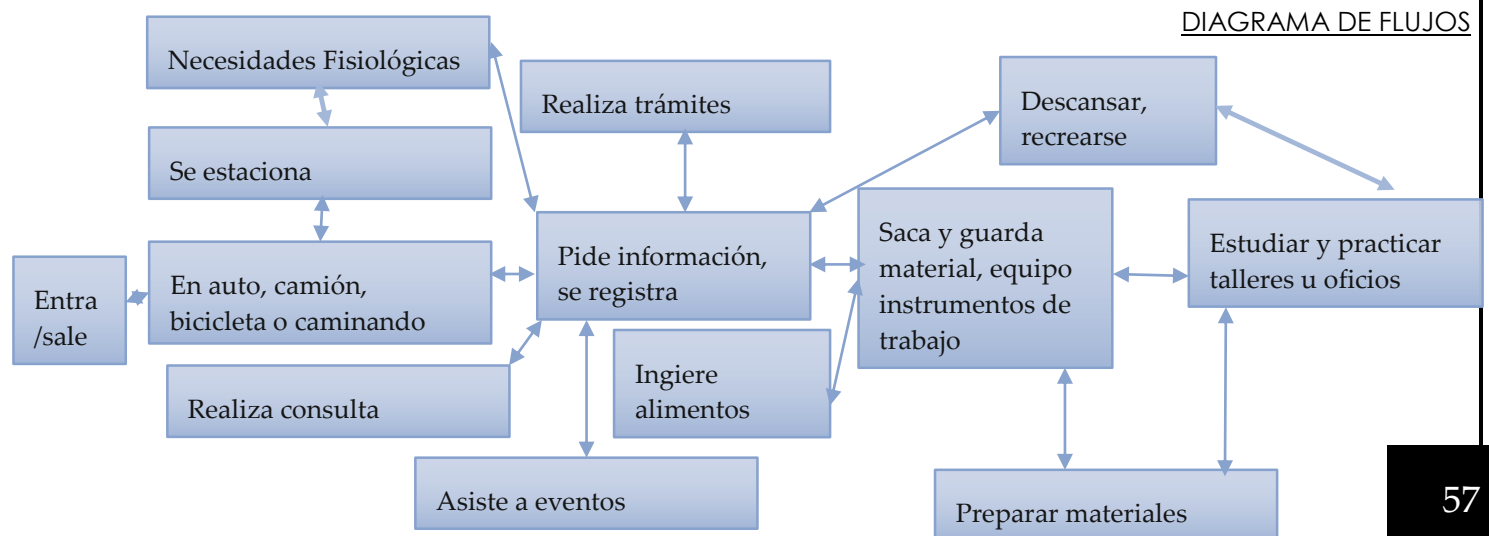 DIAGRAMA DE FLUJOS
Necesidades Fisiológicas
Realiza trámites
Descansar,
recrearse
Se estaciona
Entra
/sale
En auto, camión,
bicicleta o caminando
Pide información,
se registra
Saca y guarda
material, equipo
instrumentos de
trabajo
Estudiar y practicar
talleres u oficios
Realiza consulta
Ingiere
alimentos
Asiste a eventos
Preparar materiales
57